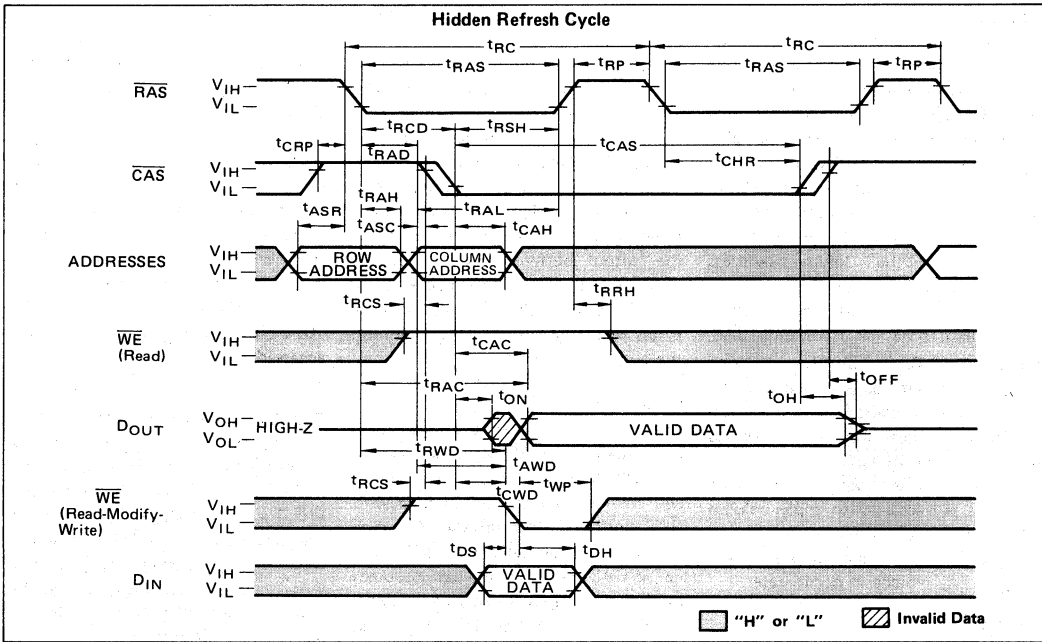 Hidden Refresh Cycle
tRC
tRC
tRAS
tRP
tRAS
tRP
RAS
VIH
VIL
tRCD
tRSH
tCRP
tRAD
tCAS
tCHR
CAS
VIH
VIL
tRAH
tRAL
tASR
tASC
tCAH
ADDRESSES
VIH
VIL
ROW
ADDRESS
COLUMN
ADDRESS
tRCS
tRRH
WE
(Read)
VIH
VIL
tCAC
tRAC
tOFF
tON
tOH
DOUT
VOH
VOL
HIGH-Z
VALID DATA
tRWD
tAWD
tRCS
tCWD
tWP
WE
(Read-Modify-
Write)
VIH
VIL
tDS
tDH
DIN
VIH
VIL
VALID
DATA
"H" or "L"
Invalid Data